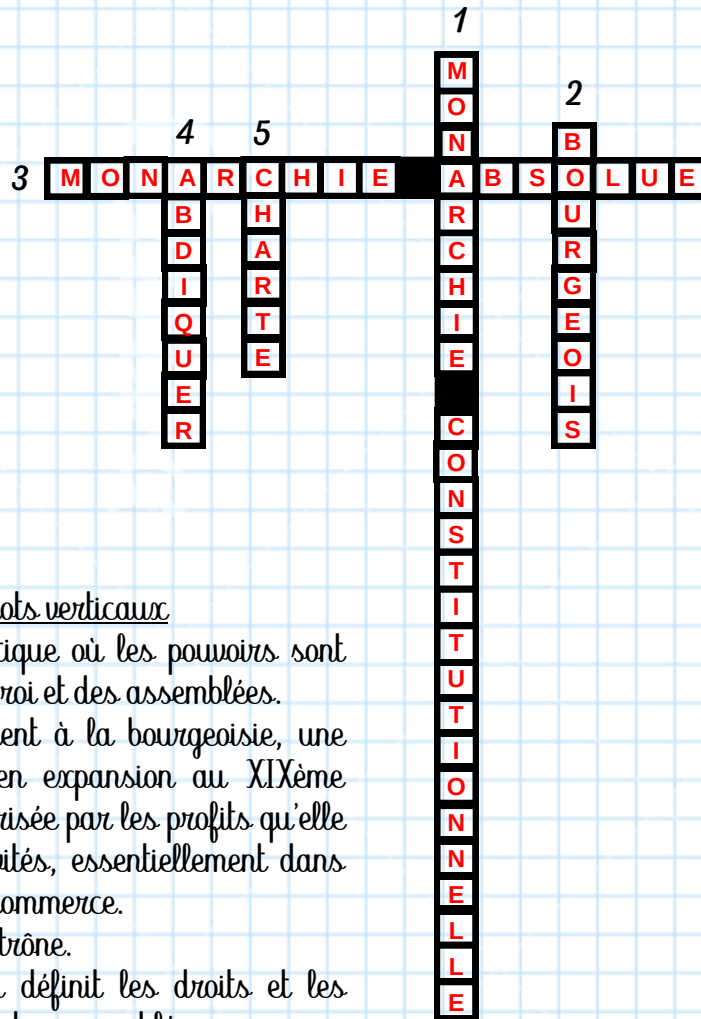 1
2
4 5
3
MONARCHIE ABSOLUE
MONARCHIE CONSTITUTIONNELLE
BOURGEOIS
ABDIQUER
CHARTE
ots verticaux
tique où les pouvoirs sont
roi et des assemblées.
ent à la bourgeoisie, une
en expansion au XIXème
risée par les profits qu'elle
vités, essentiellement dans
ommerce.
trône.
définit les droits et les